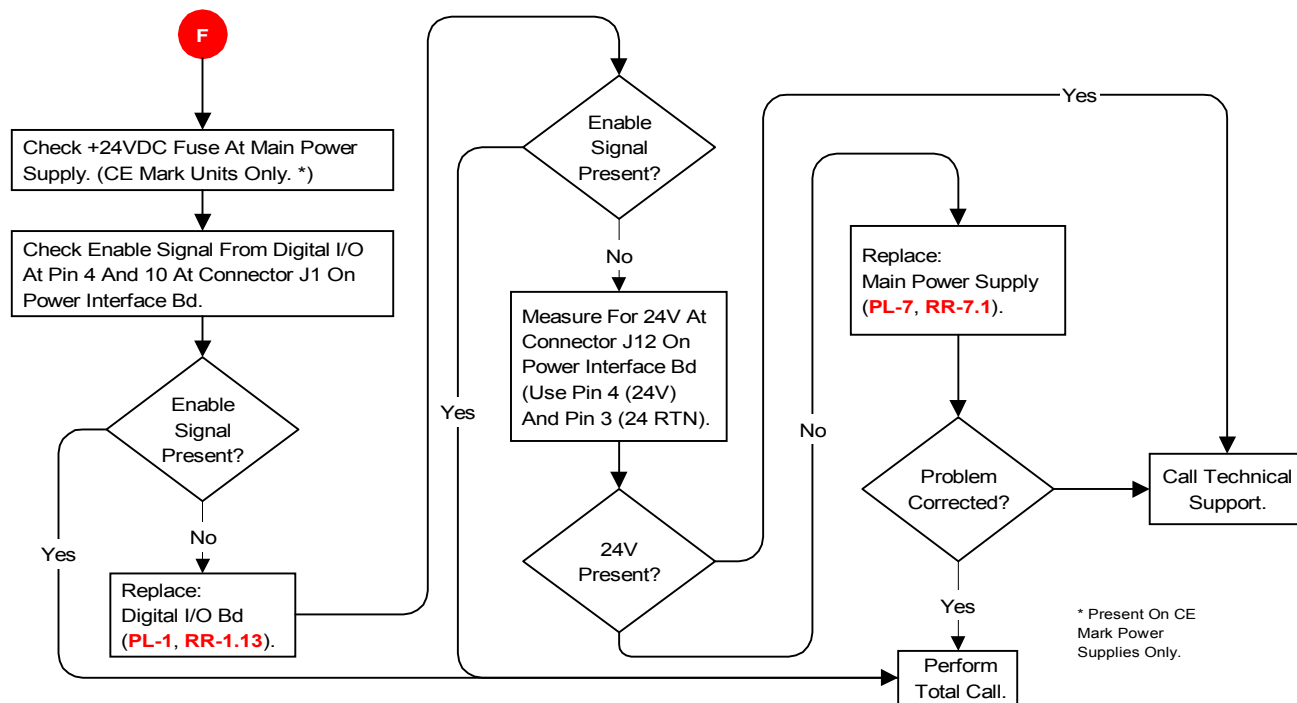 F
Check +24VDC Fuse At Main Power
Supply. (CE Mark Units Only. *)
Check Enable Signal From Digital I/O
At Pin 4 And 10 At Connector J1 On
Power Interface Bd.
Enable
Signal
Present?
Yes
No
Replace:
Digital I/O Bd
(PL-1, RR-1.13).
Enable
Signal
Present?
Yes
No
Measure For 24V At
Connector J12 On
Power Interface Bd
(Use Pin 4 (24V)
And Pin 3 (24 RTN).
24V
Present?
Yes
No
Replace:
Main Power Supply
(PL-7, RR-7.1).
Problem
Corrected?
Yes
Call Technical
Support.
Perform
Total Call.
* Present On CE
Mark Power
Supplies Only.